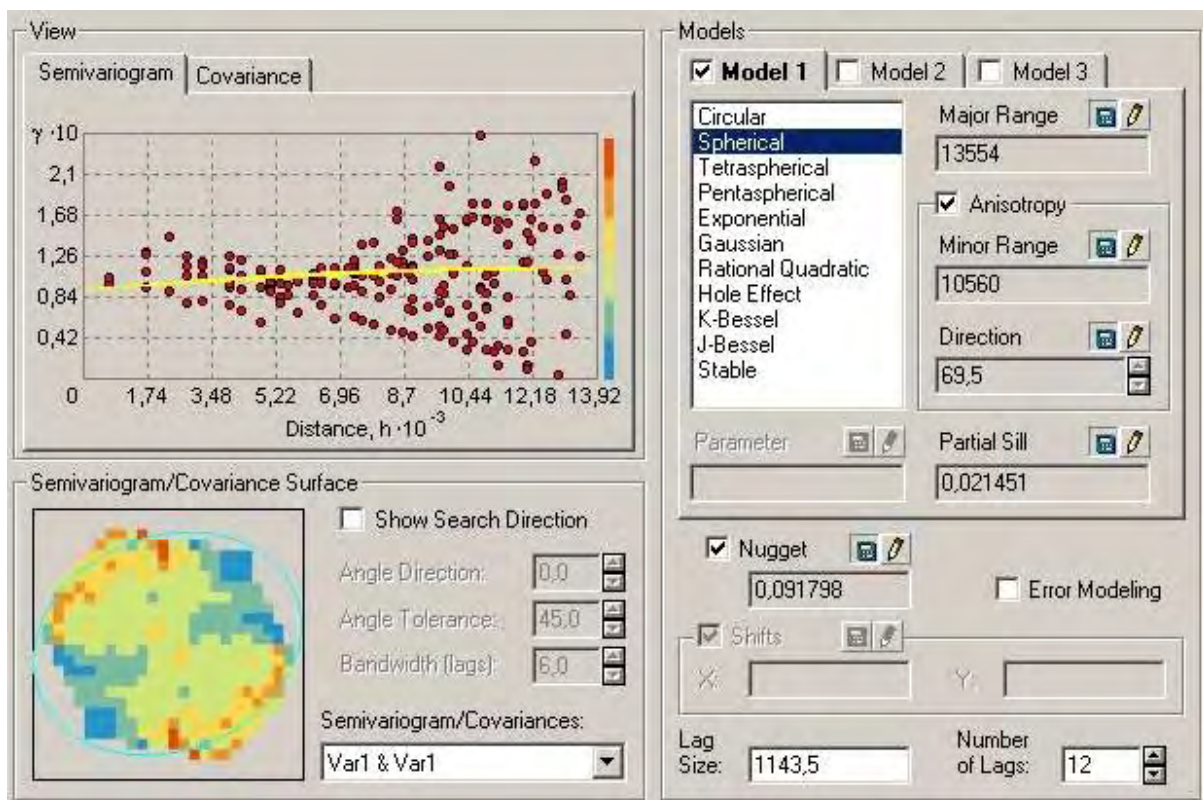 View
Semivariogram
Covariance
γ ·10
2,1
1,68
1,26
0,84
0,42
0 1,74 3,48 5,22 6,96 8,7 10,44 12,18 13,92
Distance, h ·10 -3
Semivariogram/Covariance Surface
Show Search Direction
Angle Direction: 0,0
Angle Tolerance: 45,0
Bandwidth (lags): 6,0
Semivariogram/Covariances:
Var1 & Var1
Models
Model 1 Model 2 Model 3
Circular
Spherical
Tetraspherical
Pentaspherical
Exponential
Gaussian
Rational Quadratic
Hole Effect
K-Bessel
J-Bessel
Stable
Major Range
13554
Anisotropy
Minor Range
10560
Direction
69,5
Parameter
Partial Sill
0,021451
Nugget
0,091798
Error Modeling
Shifts
X: Y:
Lag Size: 1143,5
Number of Lags: 12